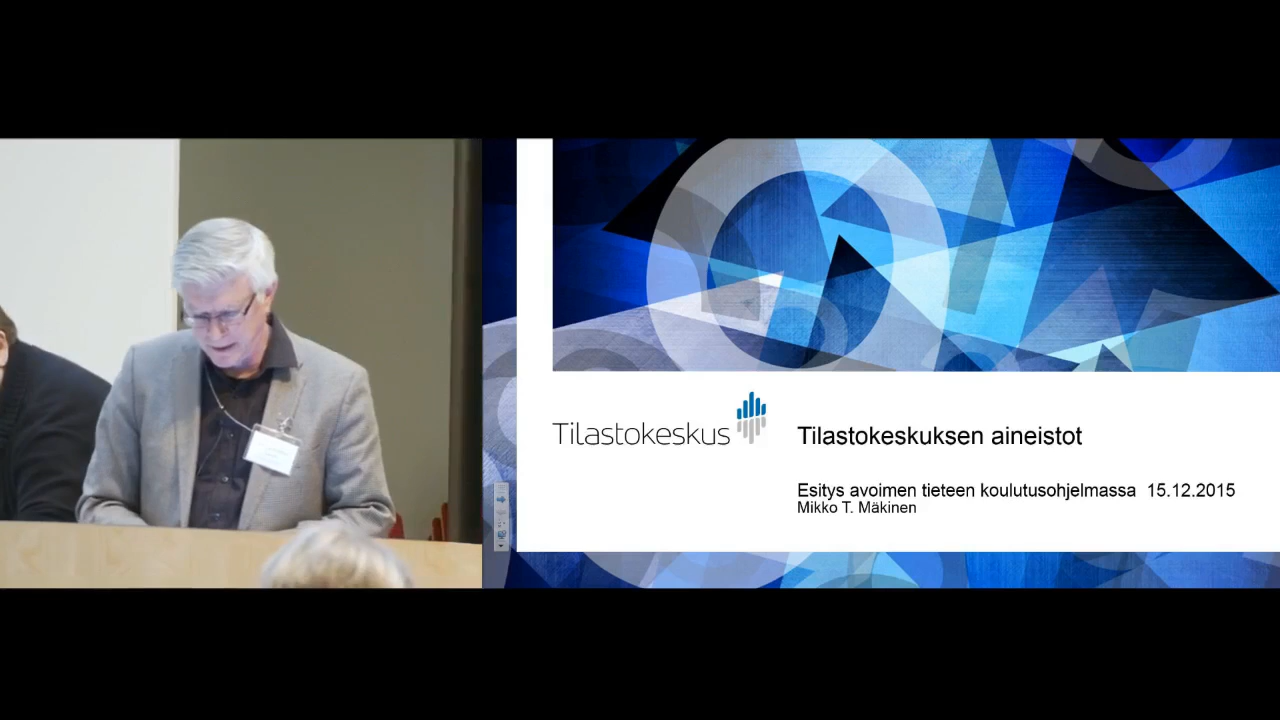 Tilastokeskus
Tilastokeskuksen aineistot
Esitys avoimen tieteen koulutusohjelmassa 15.12.2015
Mikko T. Mäkinen